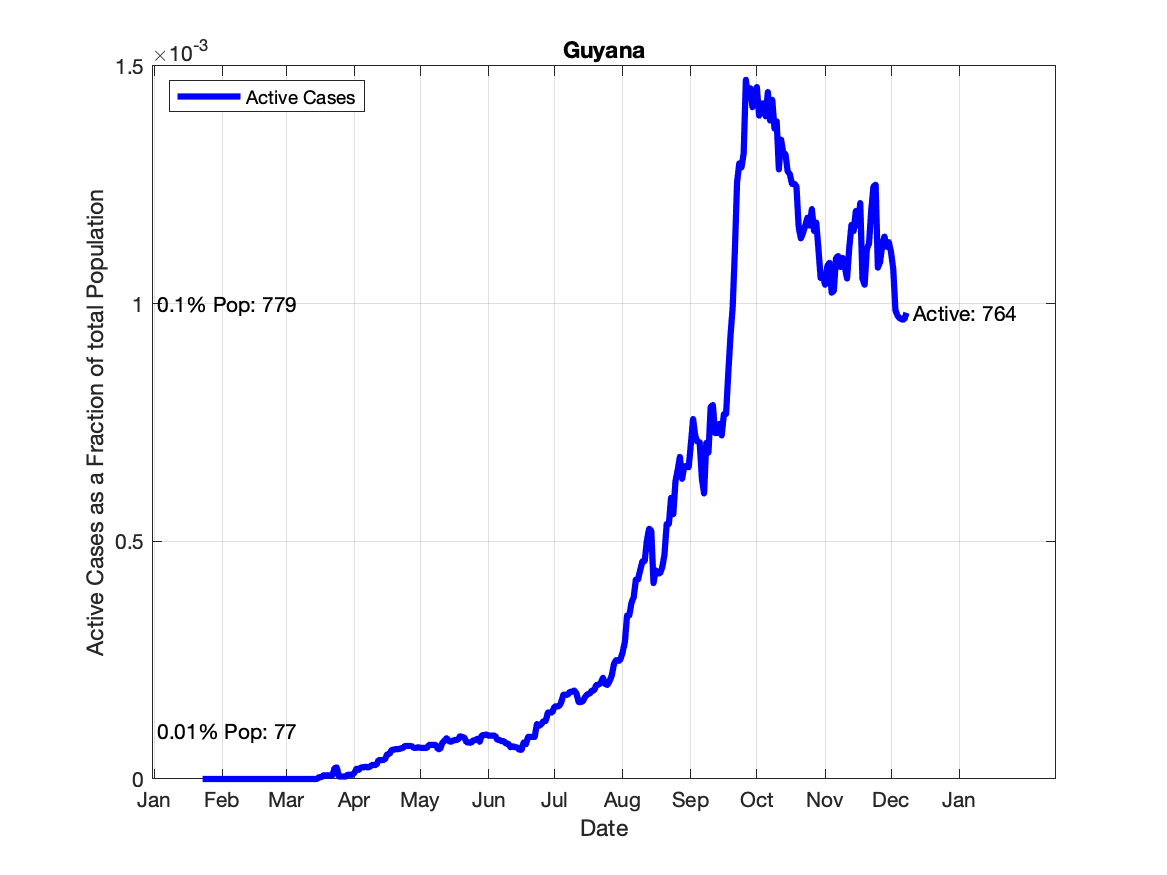 Guyana
×10-3
1.5
Active Cases
1
0.1% Pop: 779
Active: 764
0.5
0.01% Pop: 77
0
Active Cases as a Fraction of total Population
Jan Feb Mar Apr May Jun Jul Aug Sep Oct Nov Dec Jan
Date